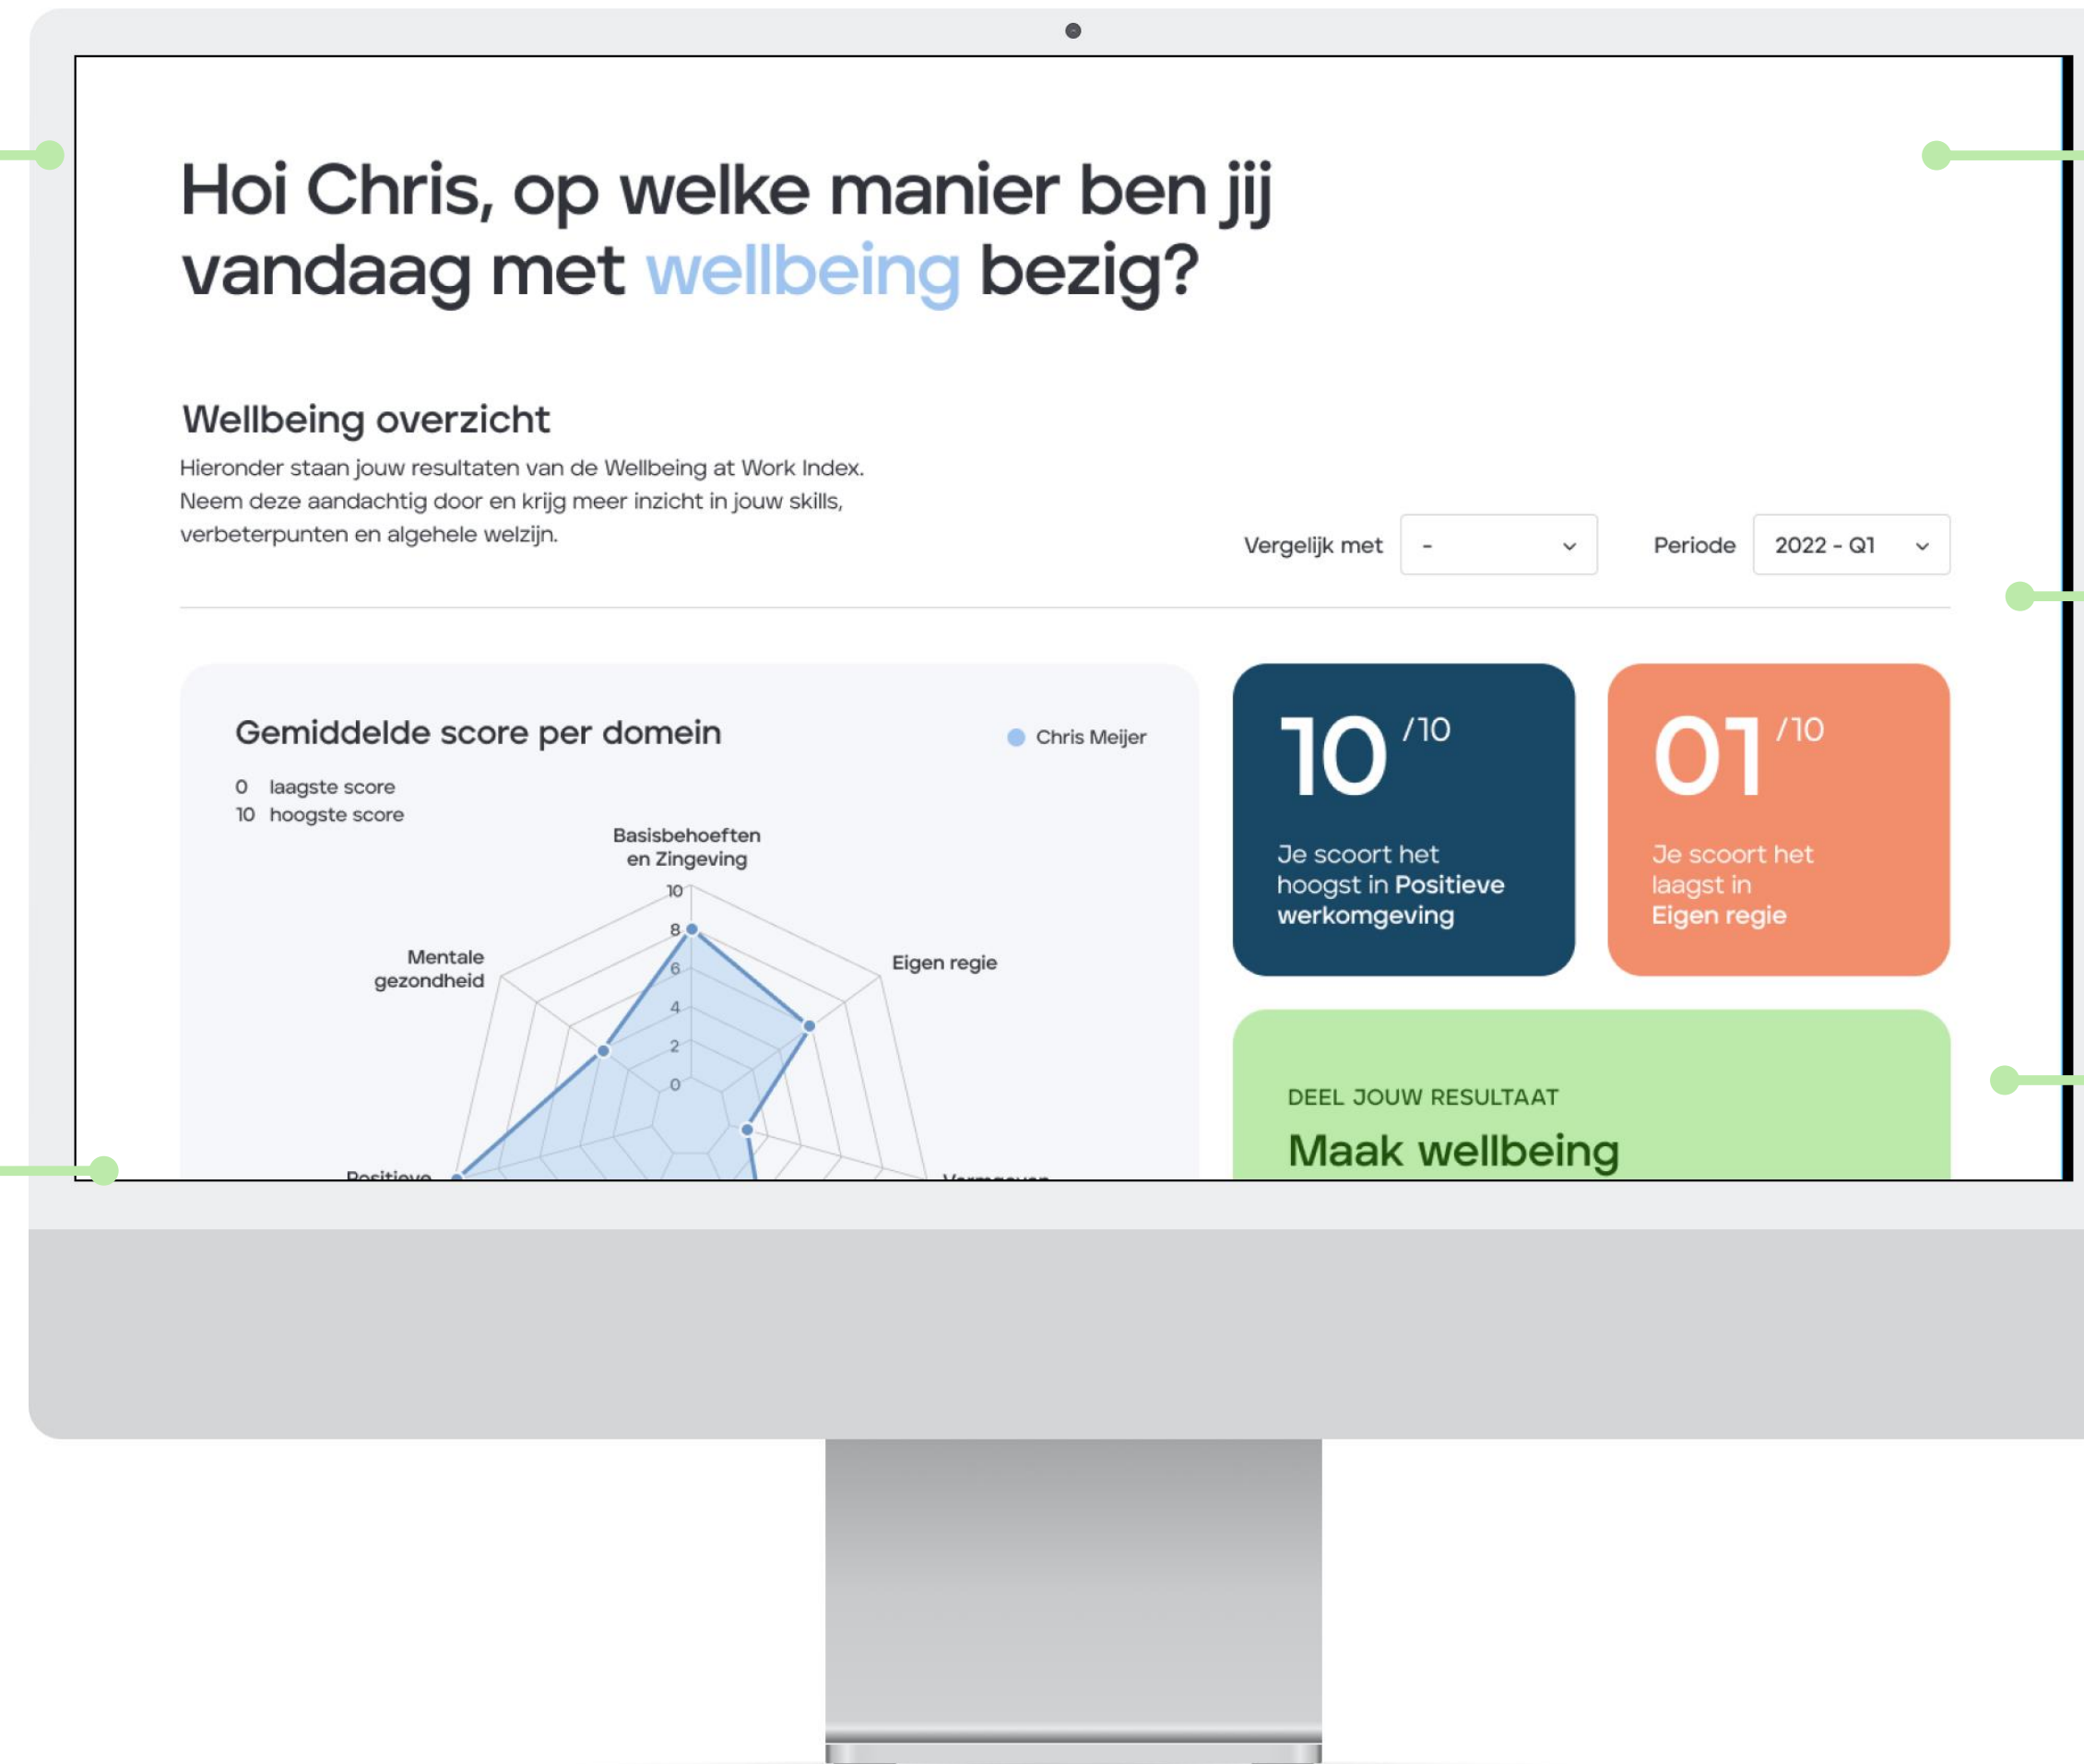 Hoi Chris, op welke manier ben jij
vandaag met wellbeing bezig?
Wellbeing overzicht
Hieronder staan jouw resultaten van de Wellbeing at Work Index.
Neem deze aandachtig door en krijg meer inzicht in jouw skills,
verbeterpunten en algehele welzijn.
Vergelijk met -
Periode 2022 - Q1
Gemiddelde score per domein
Chris Meijer
0 laagste score
10 hoogste score
Basisbehoeften
en Zingeving
Eigen regie
Mentale
gezondheid
10
8
6
4
2
0
Positieve
10 /10
Je scoort het
hoogst in Positieve
werkomgeving
01 /10
Je scoort het
laagst in
Eigen regie
DEEL JOUW RESULTAAT
Maak wellbeing